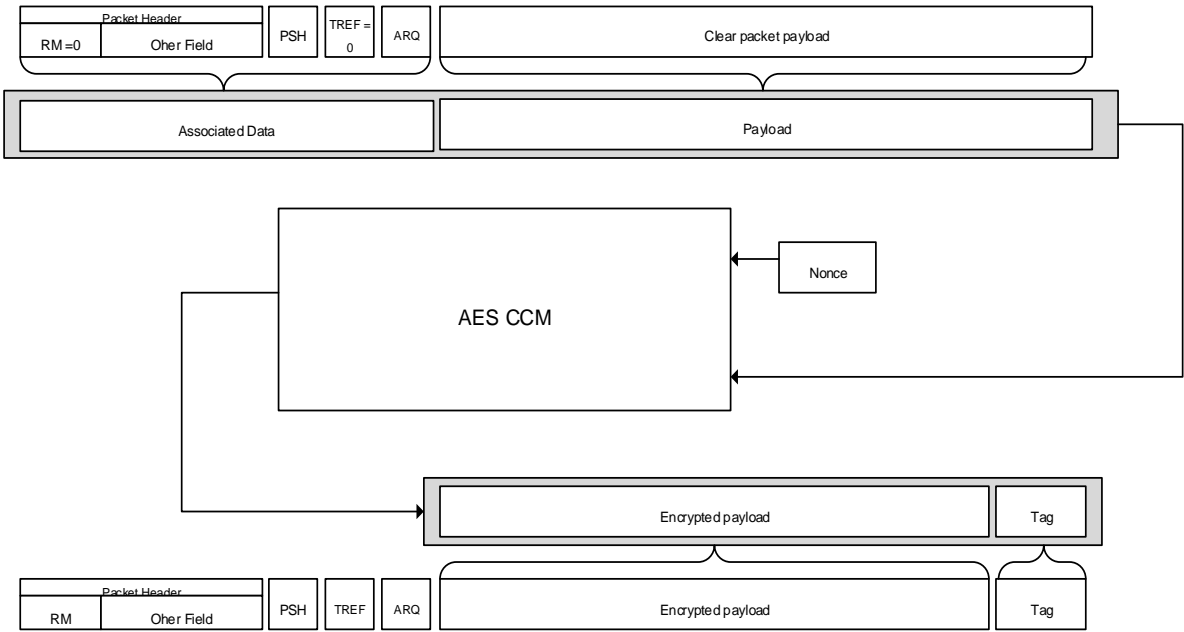 Packet Header
RM =0 Oher Field PSH TREF = 0 ARQ Clear packet payload
Associated Data Payload
Nonce
AES CCM
Encrypted payload Tag
Packet Header
RM Oher Field PSH TREF ARQ Encrypted payload Tag